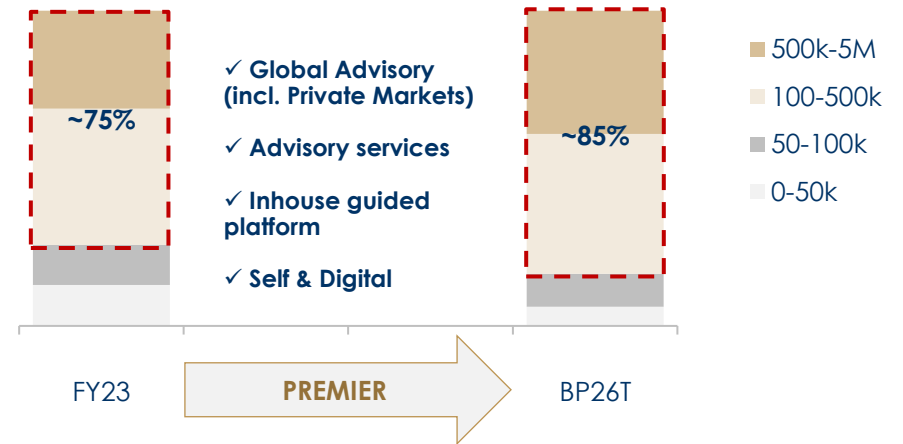 ~75%
✓ Global Advisory
(incl. Private Markets)
✓ Advisory services
✓ Inhouse guided
platform
✓ Self & Digital
~85%
500k-5M
100-500k
50-100k
0-50k
FY23
PREMIER
BP26T